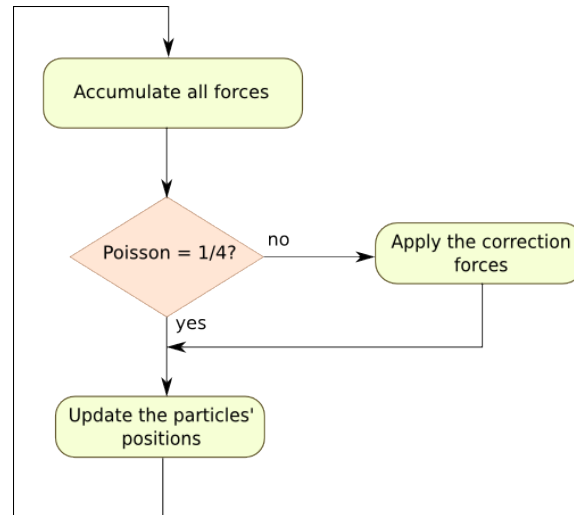 Accumulate all forces
Poisson = 1/4?
no
Apply the correction
forces
yes
Update the particles'
positions